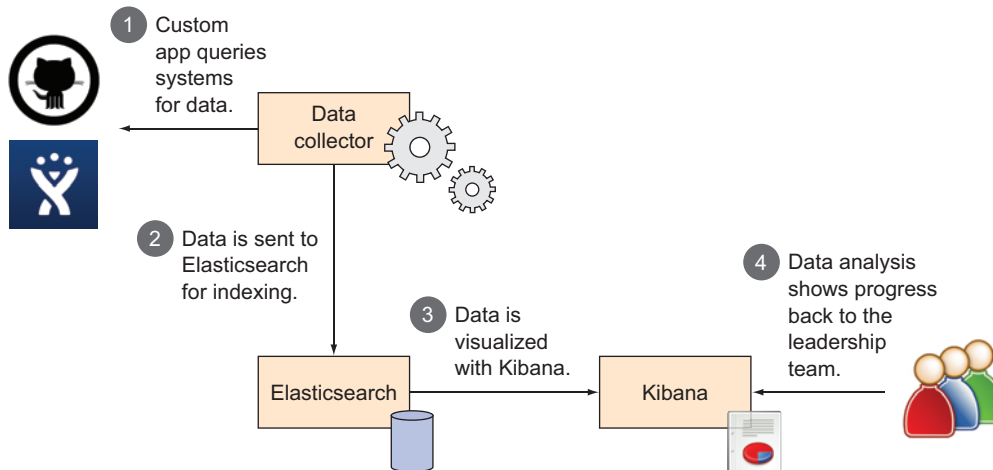 1 Custom
app queries
systems
for data.
Data
collector
2 Data is sent to
Elasticsearch
for indexing.
3 Data is
visualized
with Kibana.
4 Data analysis
shows progress
back to the
leadership
team.
Elasticsearch
Kibana